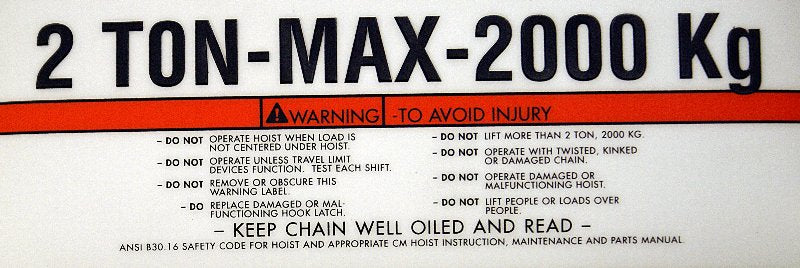 2 TON-MAX-2000 Kg
WARNING -TO AVOID INJURY
- DO NOT OPERATE HOIST WHEN LOAD IS
NOT CENTERED UNDER HOIST.
- DO NOT OPERATE UNLESS TRAVEL LIMIT
DEVICES FUNCTION. TEST EACH SHIFT.
- DO NOT REMOVE OR OBSCURE THIS
WARNING LABEL.
- DO REPLACE DAMAGED OR MAL-
FUNCTIONING HOOK LATCH.
- DO NOT LIFT MORE THAN 2 TON, 2000 KG.
- DO NOT OPERATE WITH TWISTED, KINKED
OR DAMAGED CHAIN.
- DO NOT OPERATE DAMAGED OR
MALFUNCTIONING HOIST.
- DO NOT LIFT PEOPLE OR LOADS OVER
PEOPLE.
- KEEP CHAIN WELL OILED AND READ -
ANSI B30.16 SAFETY CODE FOR HOIST AND APPROPRIATE CM HOIST INSTRUCTION, MAINTENANCE AND PARTS MANUAL.